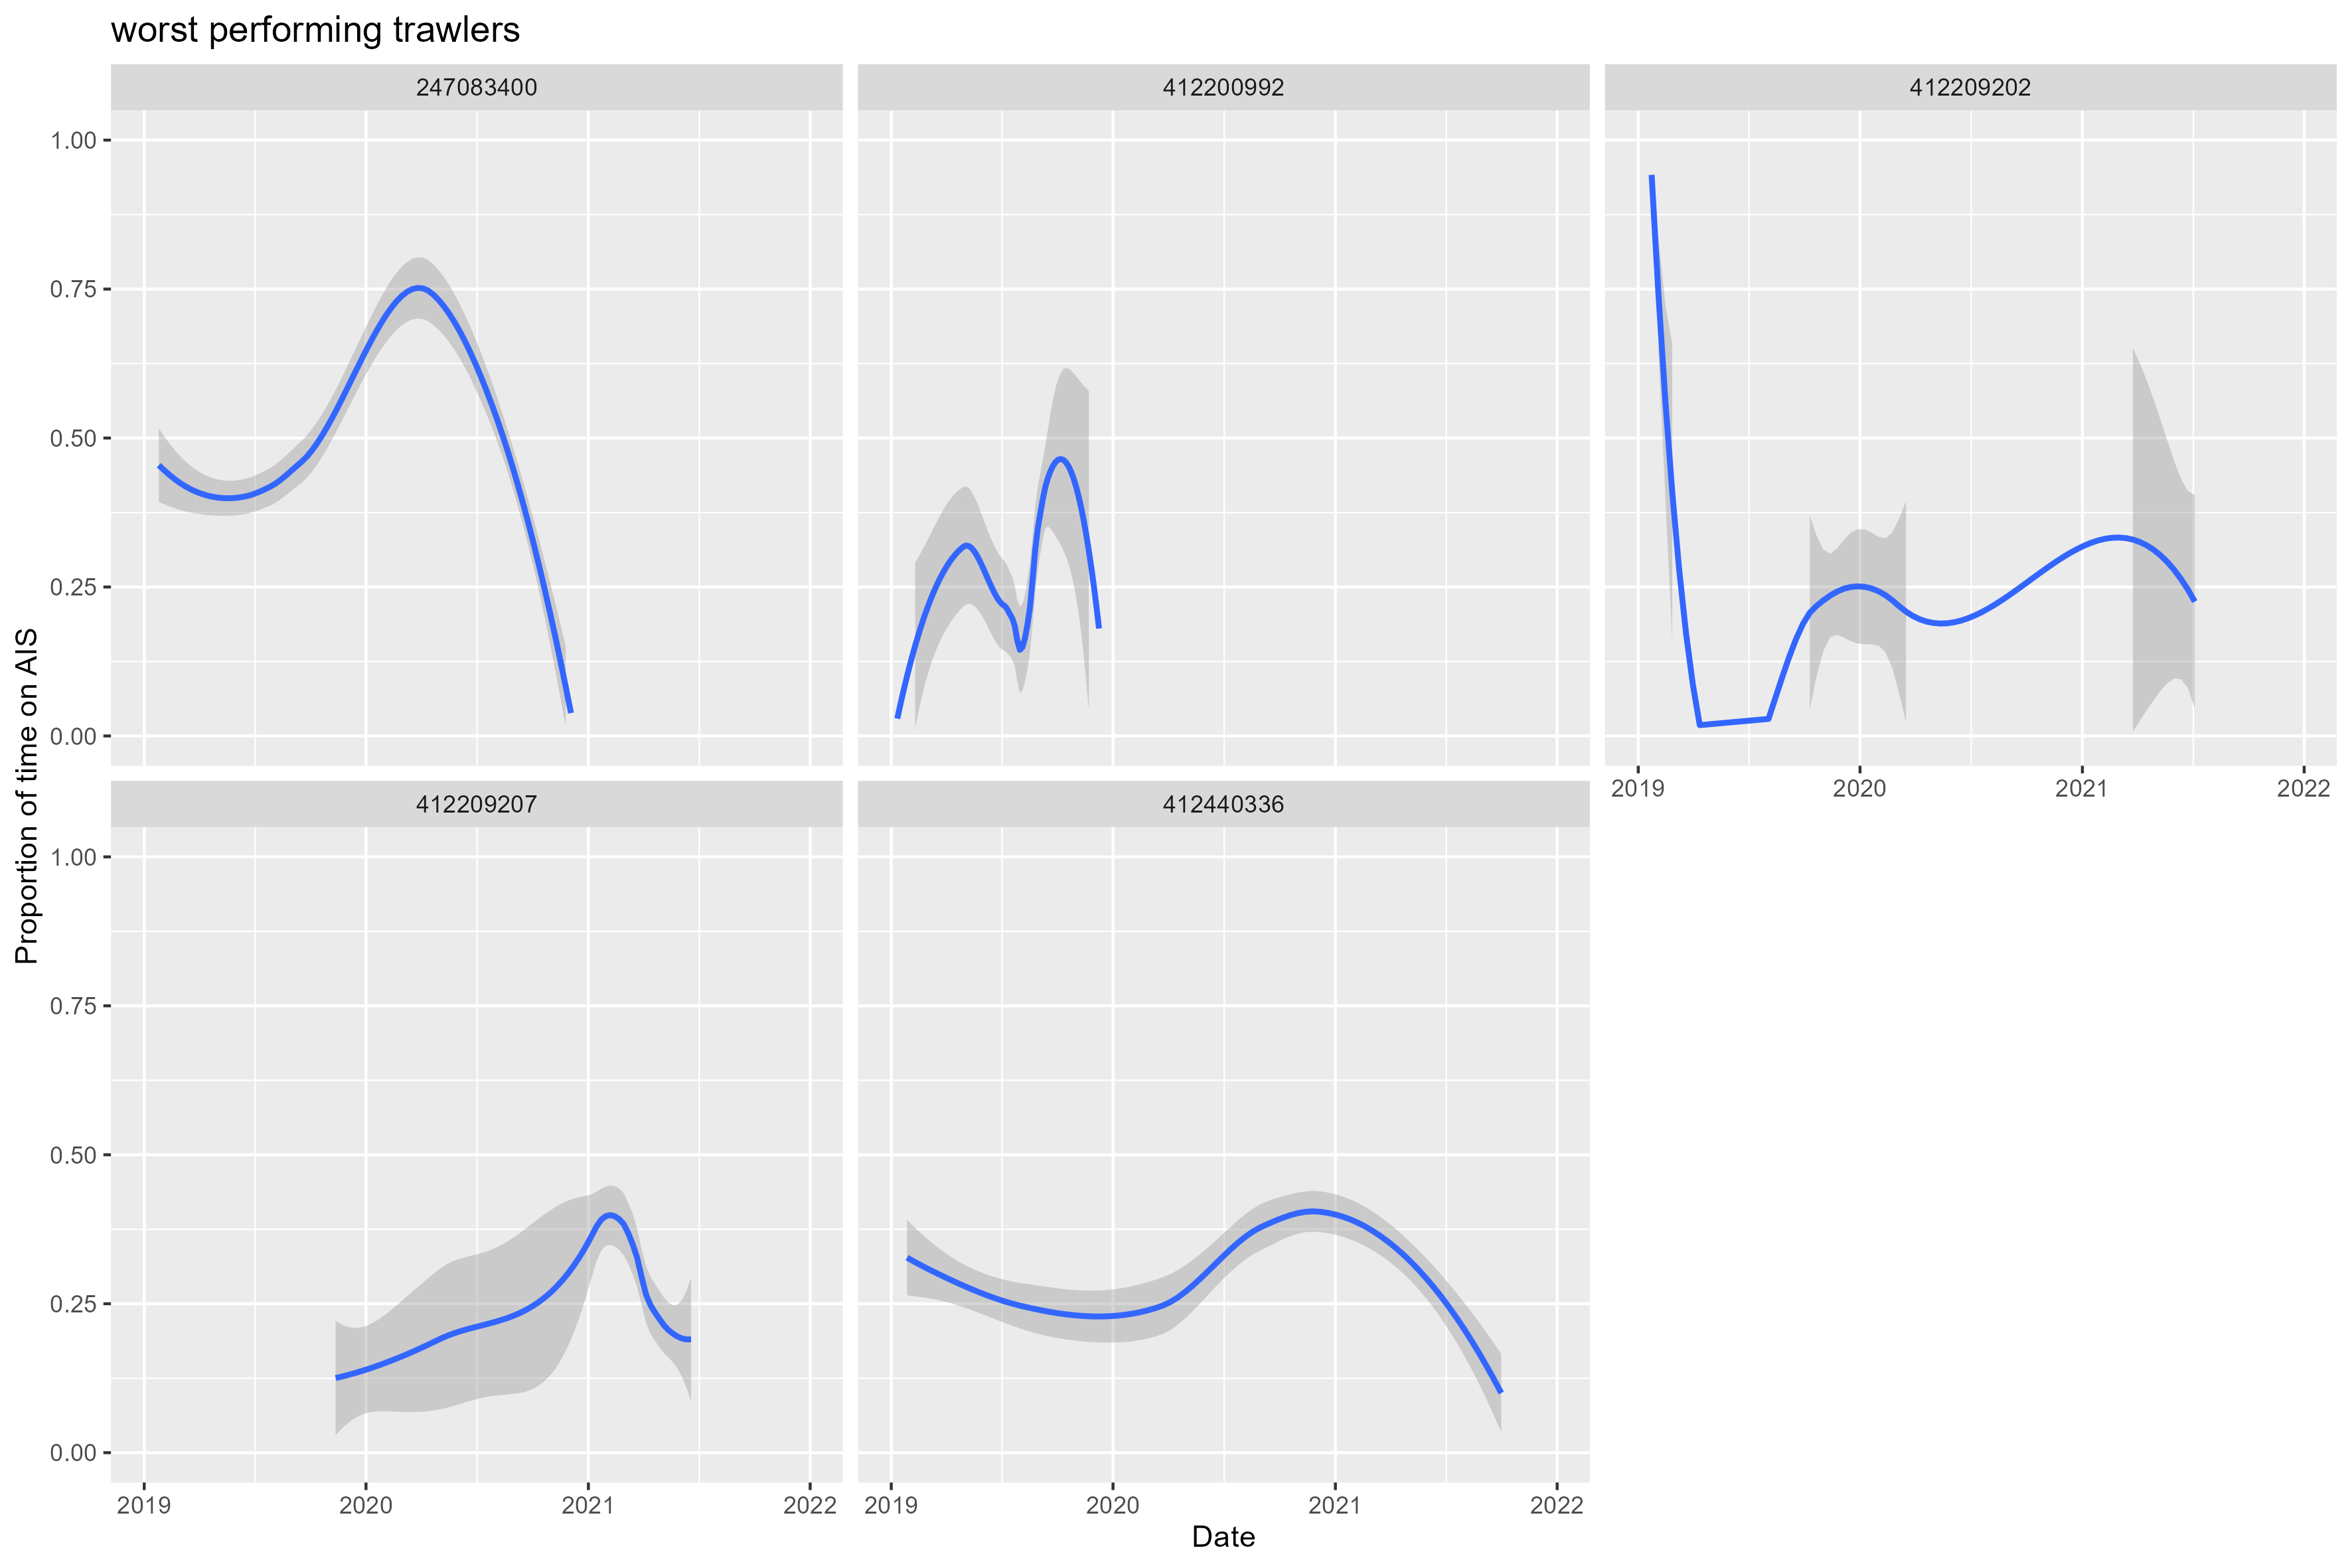 worst performing trawlers
247083400 412200992 412209202
1.00
0.75
0.50
0.25
0.00
2019 2020 2021 2022
412209207 412440336
1.00
0.75
0.50
0.25
0.00
2019 2020 2021 2022 2019 2020 2021 2022
Proportion of time on AIS
Date